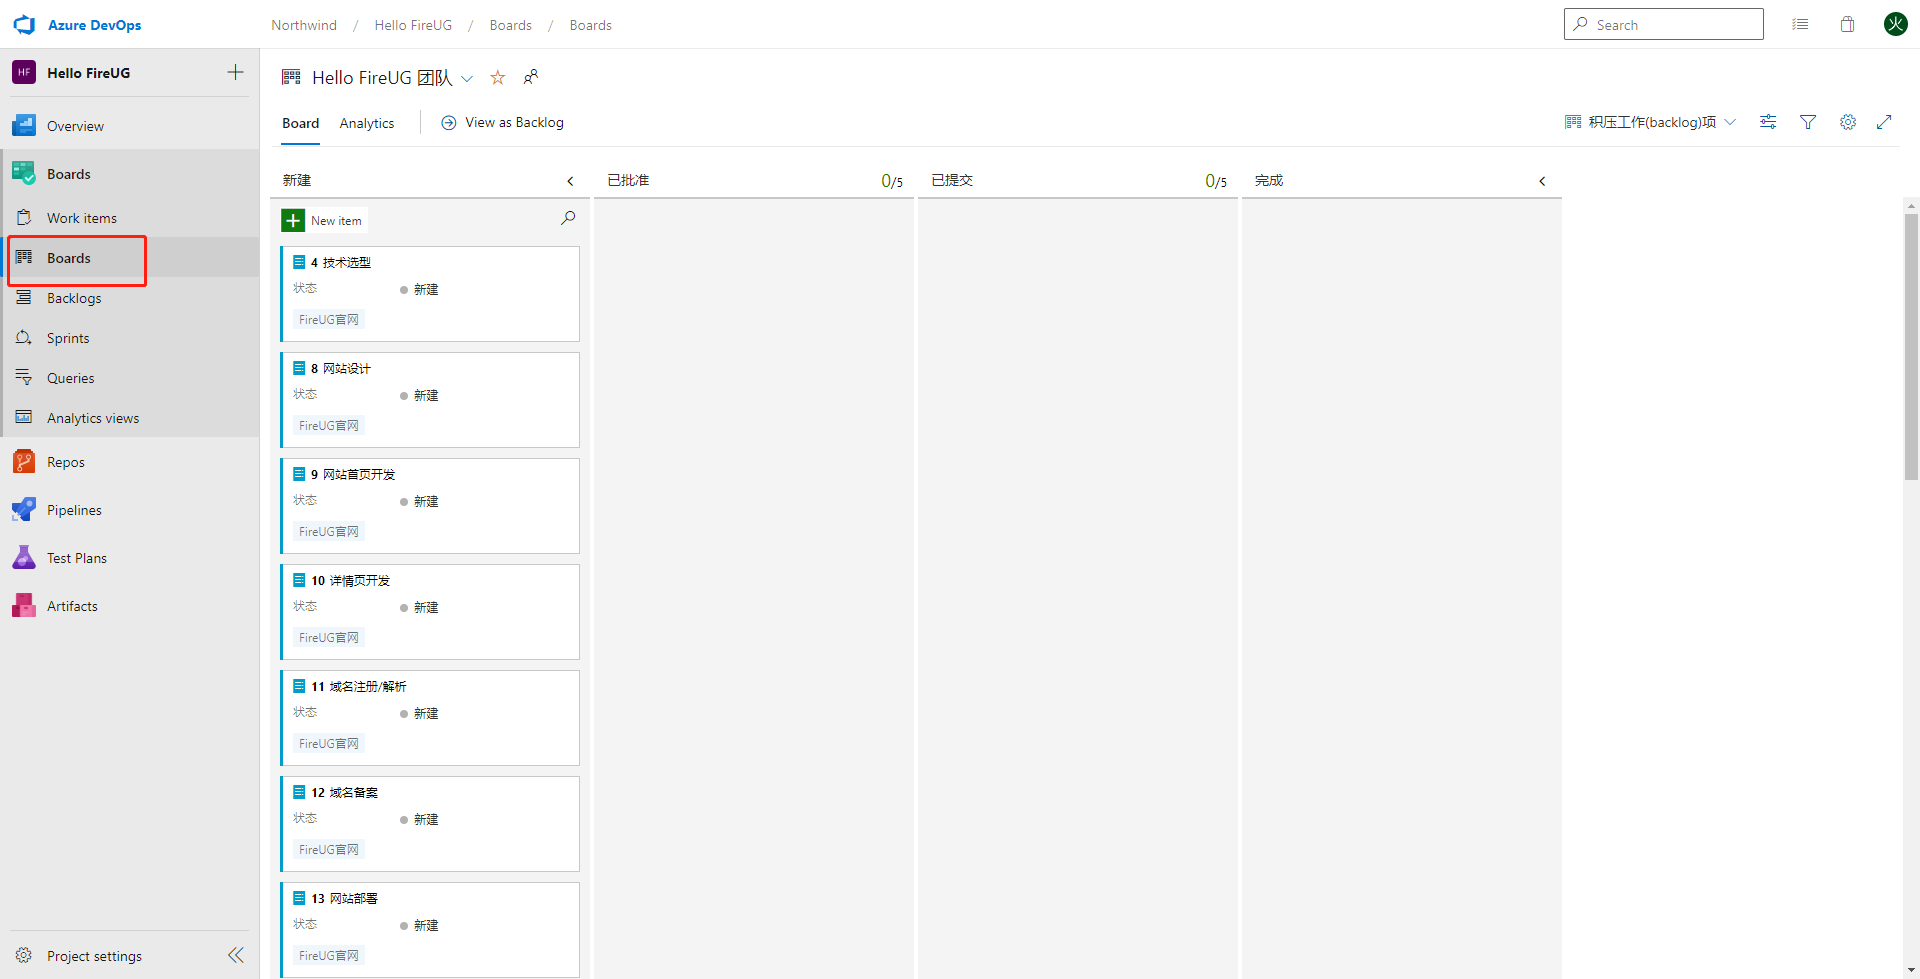 Azure DevOps
Northwind / Hello FireUG / Boards / Boards
Search
火
HF Hello FireUG
Overview
Boards
Work items
Boards
Backlogs
Sprints
Queries
Analytics views
Repos
Pipelines
Test Plans
Artifacts
Project settings
Hello FireUG 团队
Board Analytics View as Backlog
积压工作(backlog)项
新建 已批准 0/5 已提交 0/5 完成
New item
4 技术选型
状态 新建
FireUG官网
8 网站设计
状态 新建
FireUG官网
9 网站首页开发
状态 新建
FireUG官网
10 详情页开发
状态 新建
FireUG官网
11 域名注册/解析
状态 新建
FireUG官网
12 域名备案
状态 新建
FireUG官网
13 网站部署
状态 新建
FireUG官网